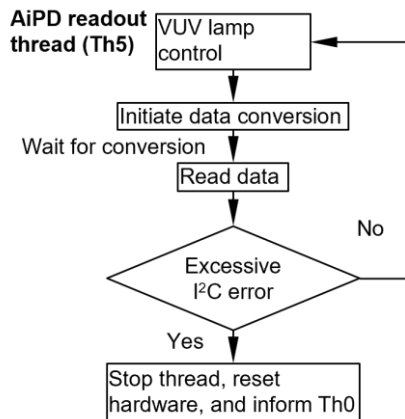 AiPD readout
thread (Th5)
VUV lamp
control
Initiate data conversion
Wait for conversion
Read data
Excessive
I²C error
No
Yes
Stop thread, reset
hardware, and inform Th0